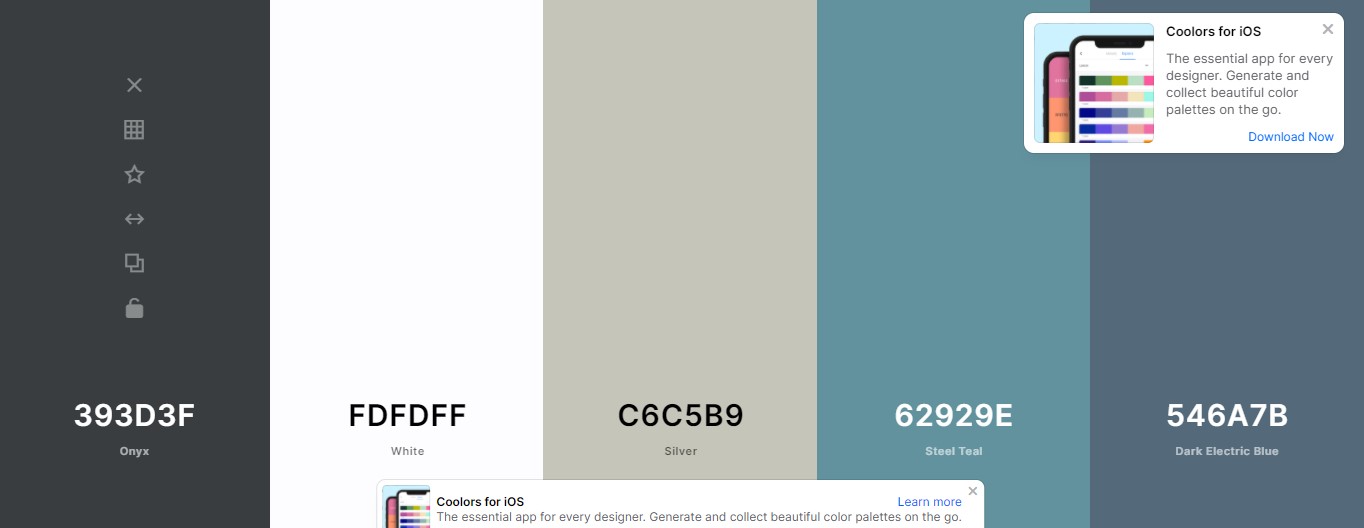 Coolors for iOS
The essential app for every
designer. Generate and
collect beautiful color
palettes on the go.
Download Now
393D3F
Onyx
FDFDFF
White
C6C5B9
Silver
62929E
Steel Teal
546A7B
Dark Electric Blue
Coolors for iOS
Learn more
The essential app for every designer. Generate and collect beautiful color palettes on the go.